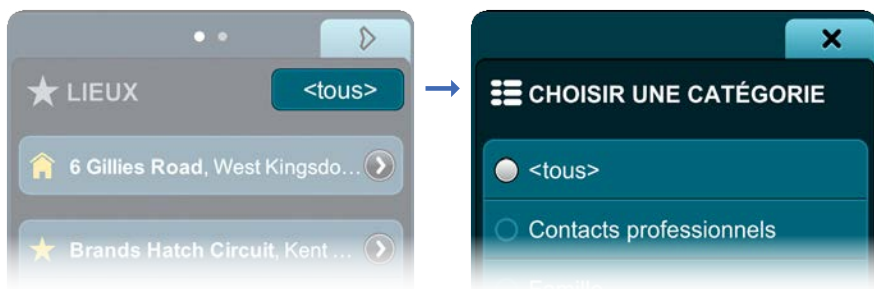 LIEUX
<tous>
6 Gillies Road, West Kingsdo...
Brands Hatch Circuit, Kent ...
CHOISIR UNE CATÉGORIE
<tous>
Contacts professionnels